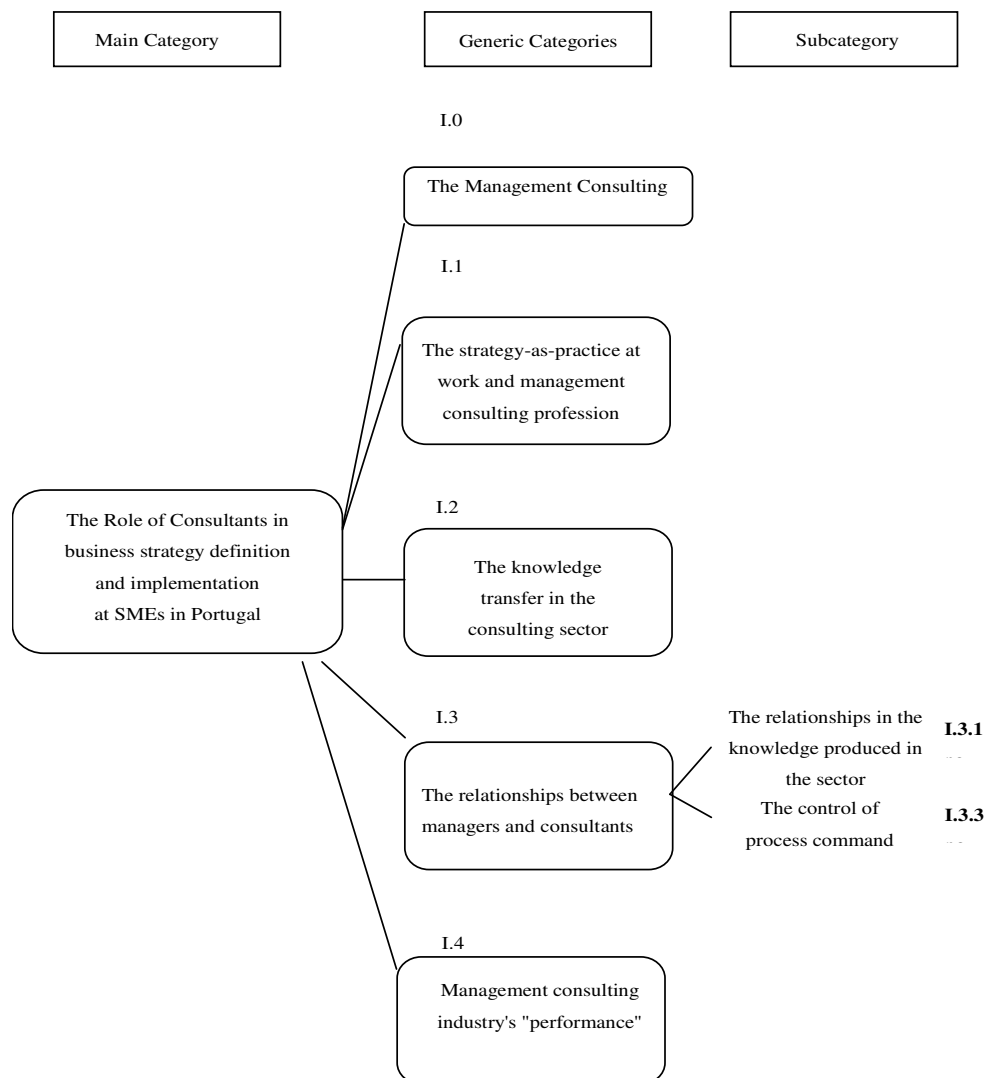 Main Category
Generic Categories
Subcategory
I.0
The Management Consulting
I.1
The strategy-as-practice at
work and management
consulting profession
The Role of Consultants in
business strategy definition
and implementation
at SMEs in Portugal
I.2
The knowledge
transfer in the
consulting sector
I.3
The relationships between
managers and consultants
The relationships in the
knowledge produced in
the sector
I.3.1
The control of
process command
I.3.3
I.4
Management consulting
industry's "performance"